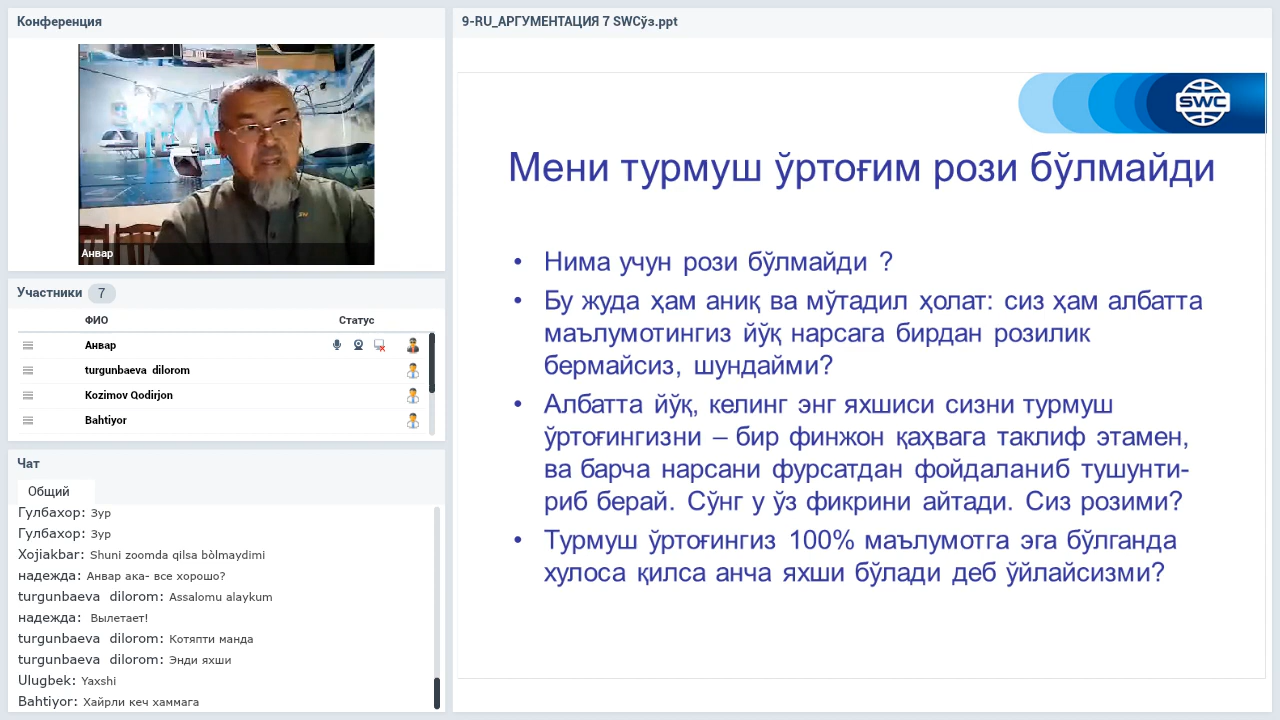 Конференция
Анвар
Участники 7
ФИО Статус
Анвар
turgunbaeva dilorom
Kozimov Qodirjon
Bahtiyor
Чат
Общий
Гулбахор: Зур
Гулбахор: Зур
Xojiakbar: Shuni zoomda qilsa bòlmaydimi
надежда: Анвар ака- все хорошо?
turgunbaeva dilorom: Assalomu alaykum
надежда: Вылетает!
turgunbaeva dilorom: Котяпти манда
turgunbaeva dilorom: Энди яхши
Ulugbek: Yaxshi
Bahtiyor: Хайрли кеч хаммага
9-RU_АРГУМЕНТАЦИЯ 7 SWCўз.ppt
SWC
Мени турмуш ўртоғим рози бўлмайди
• Нима учун рози бўлмайди ?
• Бу жуда ҳам аниқ ва мўтадил ҳолат: сиз ҳам албатта
маълумотингиз йўқ нарсага бирдан розилик
бермайсиз, шундайми?
• Албатта йўқ, келинг энг яхшиси сизни турмуш
ўртоғингизни – бир финжон қаҳвага таклиф этамен,
ва барча нарсани фурсатдан фойдаланиб тушунти-
риб берай. Сўнг у ўз фикрини айтади. Сиз розими?
• Турмуш ўртоғингиз 100% маълумотга эга бўлганда
хулоса қилса анча яхши бўлади деб ўйлайсизми?